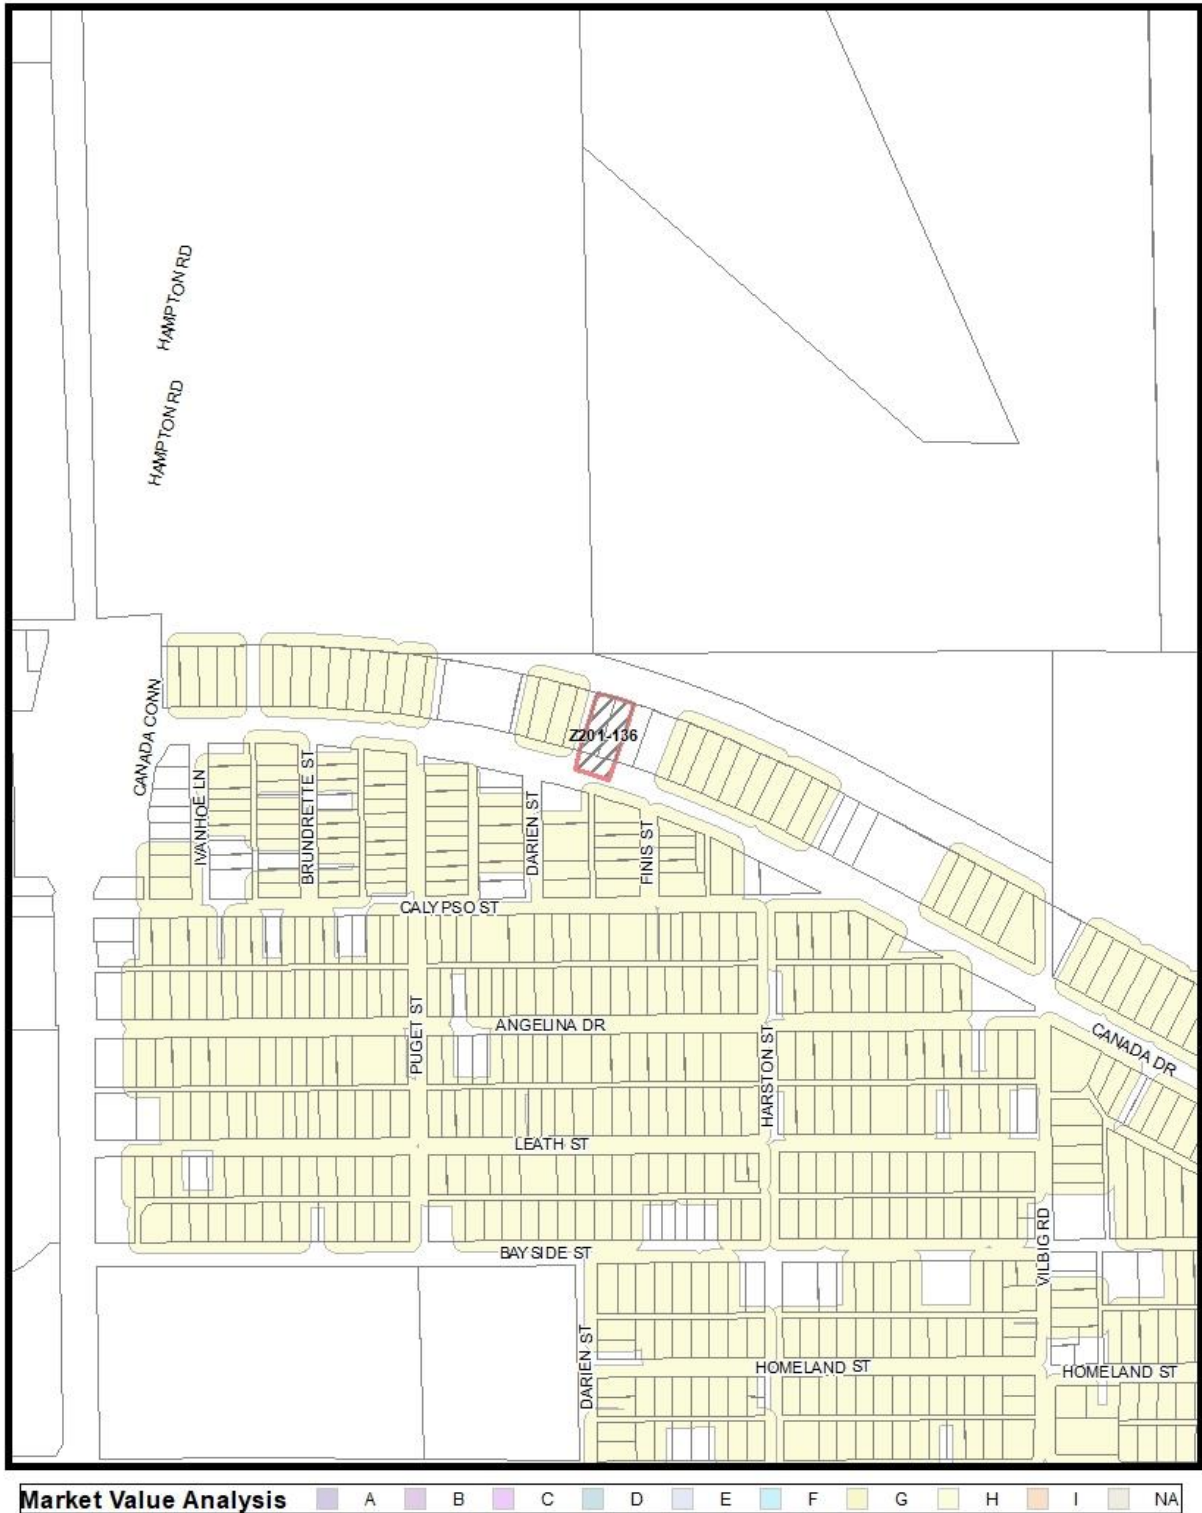 HAMPTON RD
HAMPTON RD
CANADA CONN
Z201-136
IVANHOE LN
BRUNDRETTE ST
DARIEN ST
FINIS ST
CALYPSO ST
PUGET ST
ANGELINA DR
HARSTON ST
CANADA DR
LEATH ST
VILBIG RD
BAYSIDE ST
DARIEN ST
HOMELAND ST
HOMELAND ST
Market Value Analysis A B C D E F G H I NA